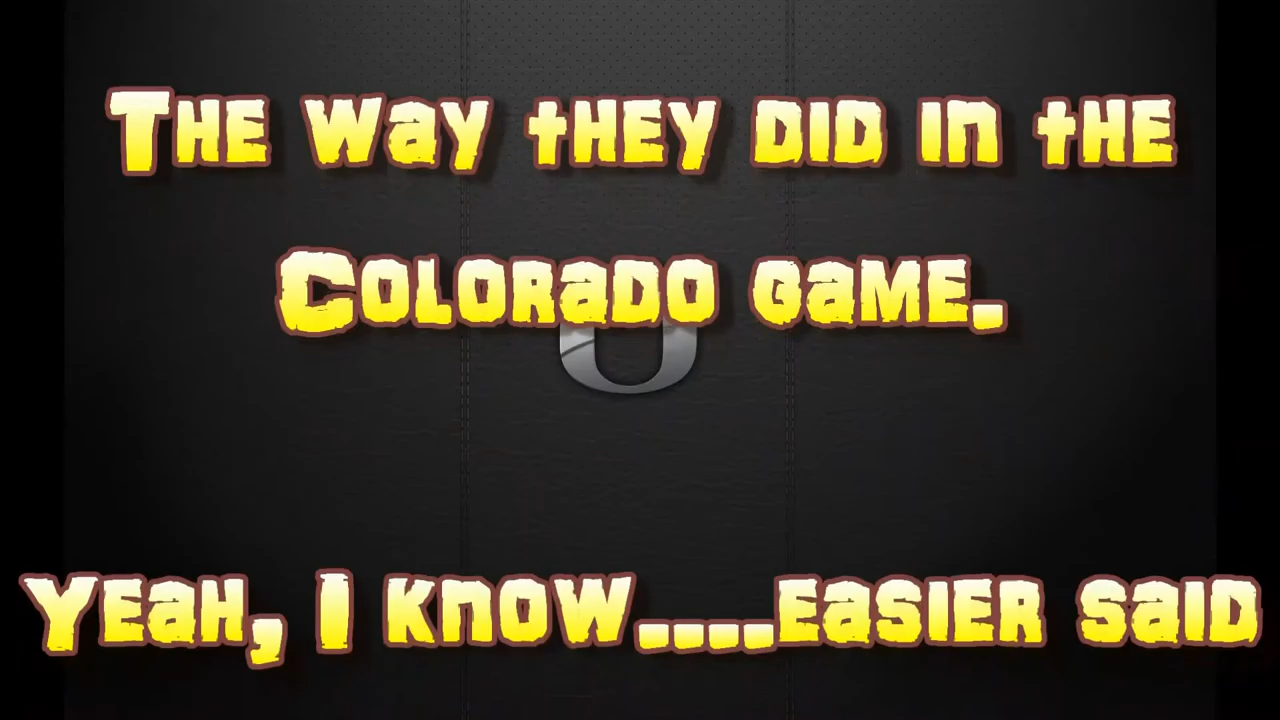 The way they did in the
Colorado game.
Yeah, I know....easier said